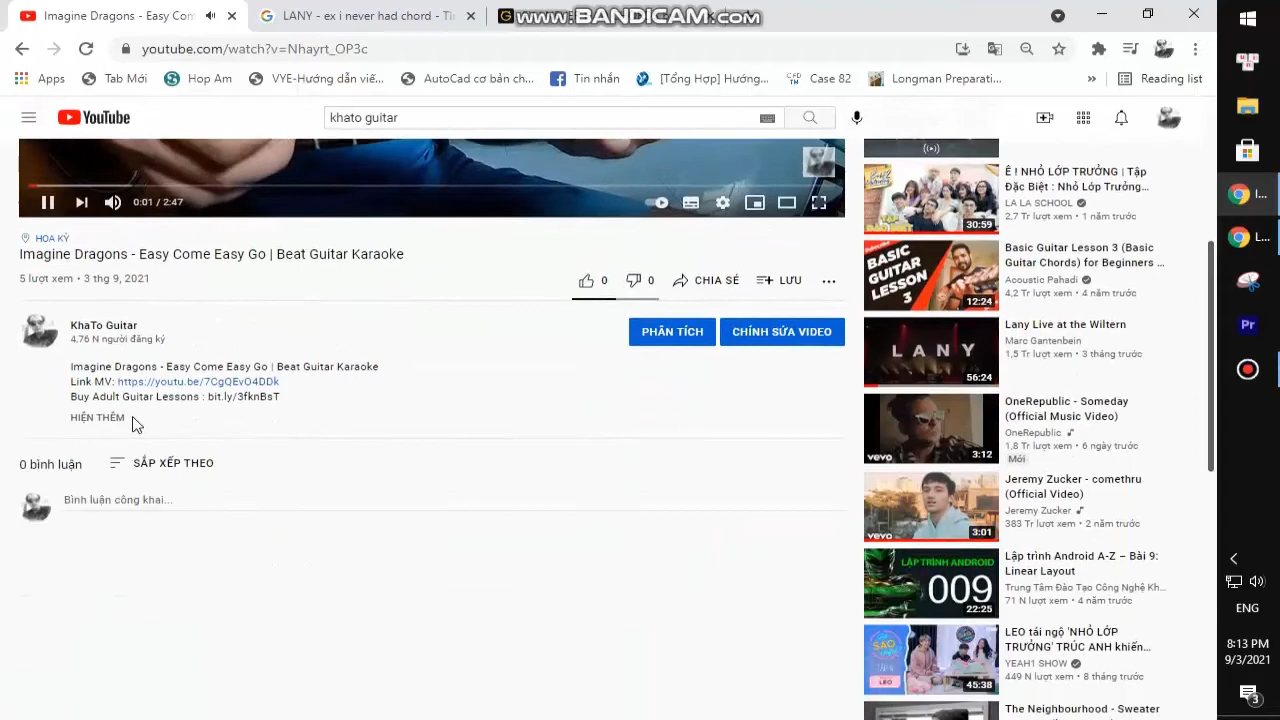 Imagine Dragons - Easy Com
LANY - ex i never had chord - Ti
www.BANDICAM.com
youtube.com/watch?v=Nhayrt_OP3c
Apps
Tab Mới
Hop Am
VYE-Hướng dẫn viế...
AutoCad cơ bản ch...
Tin nhắn
[Tổng Hợp] Hướng...
Case 82
Longman Preparati...
»
Reading list
YouTube
khato guitar
0:01 / 2:47
HOA KỲ
Imagine Dragons - Easy Come Easy Go | Beat Guitar Karaoke
5 lượt xem • 3 thg 9, 2021
0
0
CHIA SẺ
LƯU
KhaTo Guitar
4,76 N người đăng ký
PHÂN TÍCH
CHỈNH SỬA VIDEO
Imagine Dragons - Easy Come Easy Go | Beat Guitar Karaoke
Link MV: https://youtu.be/7CgQEvO4DDk
Buy Adult Guitar Lessons : bit.ly/3fknBsT
HIỆN THÊM
0 bình luận
SẮP XẾP THEO
Bình luận công khai...
30:59
Ê ! NHỎ LỚP TRƯỞNG | Tập
Đặc Biệt : Nhỏ Lớp Trưởng...
LA LA SCHOOL
2,7 Tr lượt xem • 1 năm trước
BASIC
GUITAR
LESSON
3
12:24
Basic Guitar Lesson 3 (Basic
Guitar Chords) for Beginners ...
Acoustic Pahadi
4,2 Tr lượt xem • 4 năm trước
LANY
56:24
Lany Live at the Wiltern
Marc Gantenbein
1,5 Tr lượt xem • 3 tháng trước
vevo
3:12
OneRepublic - Someday
(Official Music Video)
OneRepublic
1,8 Tr lượt xem • 6 ngày trước
Mới
vevo
3:01
Jeremy Zucker - comethru
(Official Video)
Jeremy Zucker
383 Tr lượt xem • 2 năm trước
LẬP TRÌNH ANDROID
009
22:25
Lập trình Android A-Z – Bài 9:
Linear Layout
Trung Tâm Đào Tạo Công Nghệ Kh...
71 N lượt xem • 4 năm trước
LEO
45:38
LEO tái ngộ 'NHỎ LỚP
TRƯỞNG' TRÚC ANH khiến...
YEAH1 SHOW
449 N lượt xem • 8 tháng trước
The Neighbourhood - Sweater
I...
L...
Pr
ENG
8:13 PM
9/3/2021
3